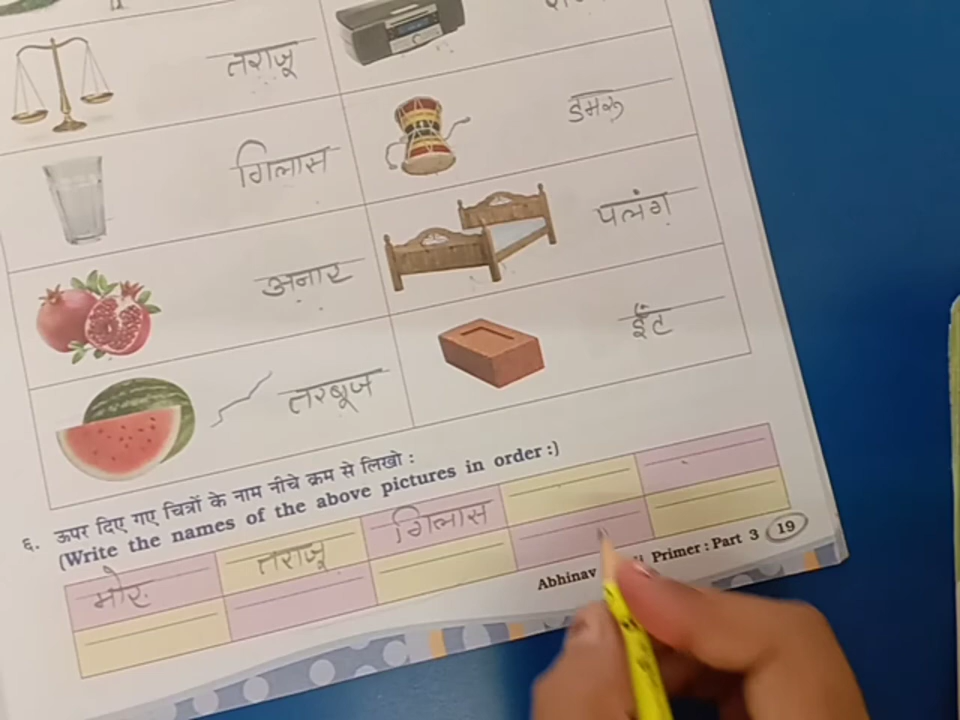 तराजू
डमरू
गिलास
पलंग
अनार
ईंट
तरबूज
६. ऊपर दिए गए चित्रों के नाम नीचे क्रम से लिखो :
(Write the names of the above pictures in order :)
मोर तराजू गिलास
Abhinav Primer : Part 3 19